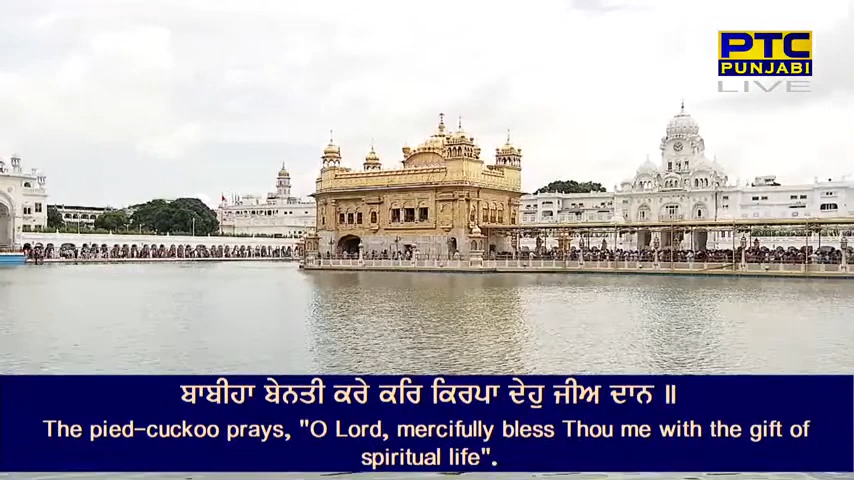 PTC
PUNJABI
LIVE
ਬਾਬੀਹਾ ਬੇਨਤੀ ਕਰੇ ਕਰਿ ਕਿਰਪਾ ਦੇਹੁ ਜੀਅ ਦਾਨ ॥
The pied-cuckoo prays, "O Lord, mercifully bless Thou me with the gift of
spiritual life".